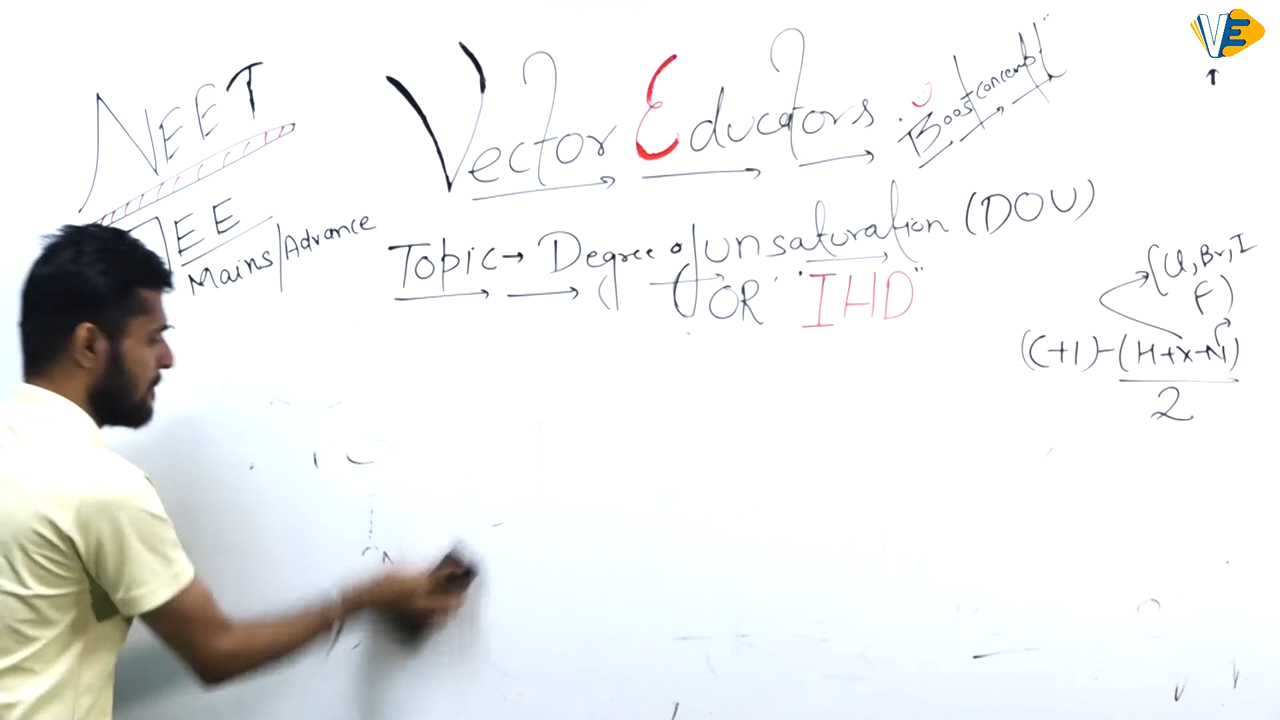 NEET
JEE
Mains/Advance
Vector Educators
"Boost concept"
VE
Topic → Degree of unsaturation (DOU)
OR "IHD"
(Cl, Br, I
F)
(C+1)-(H+X-N)
2